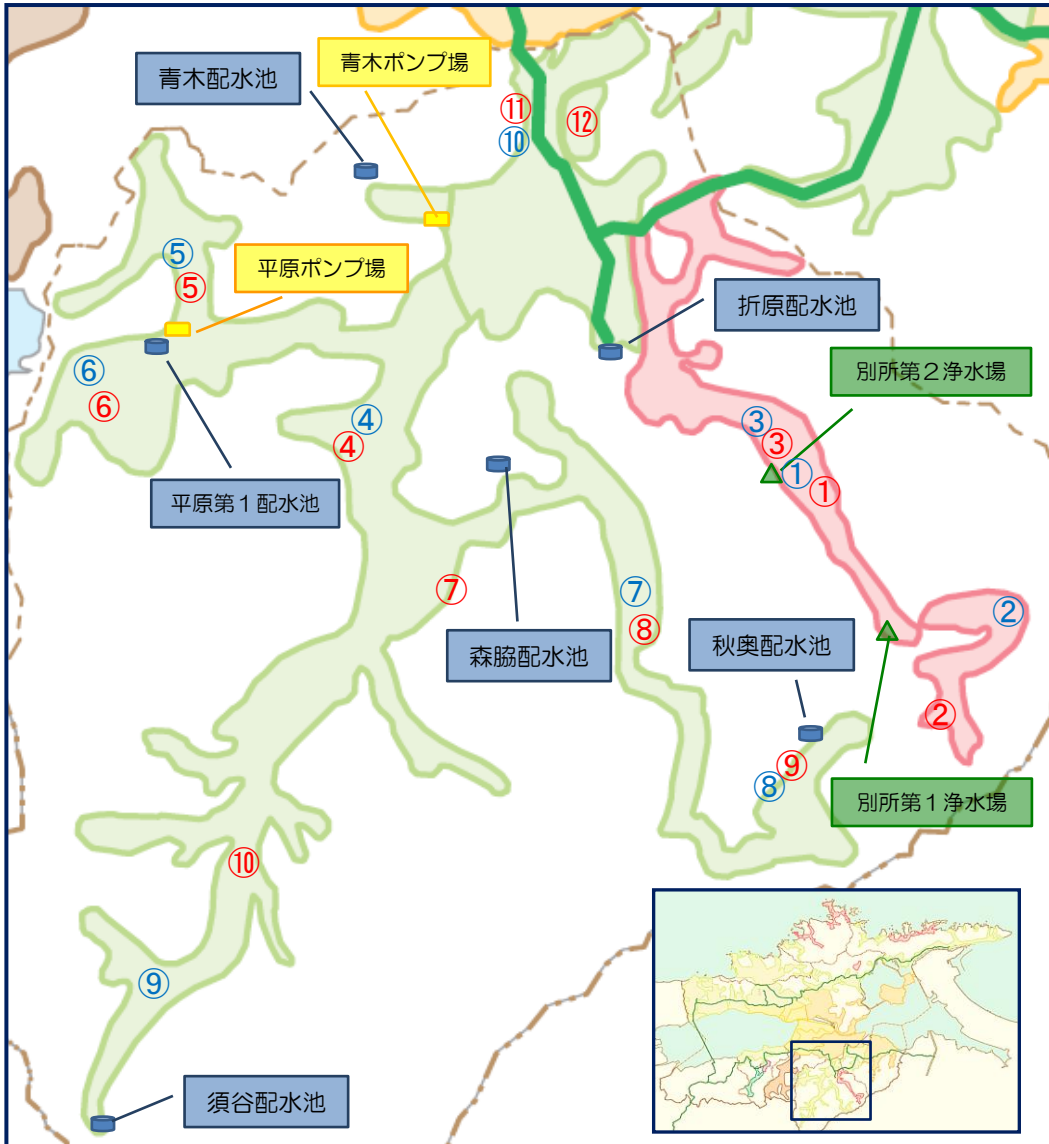 青木ポンプ場
青木配水池
⑪
⑫
⑩
⑤
平原ポンプ場
⑤
折原配水池
⑥
別所第2浄水場
⑥
④
③
④
③
①
①
平原第1配水池
⑦
⑦
②
⑧
森脇配水池
秋奥配水池
②
⑨
⑧
別所第1浄水場
⑩
⑨
須谷配水池